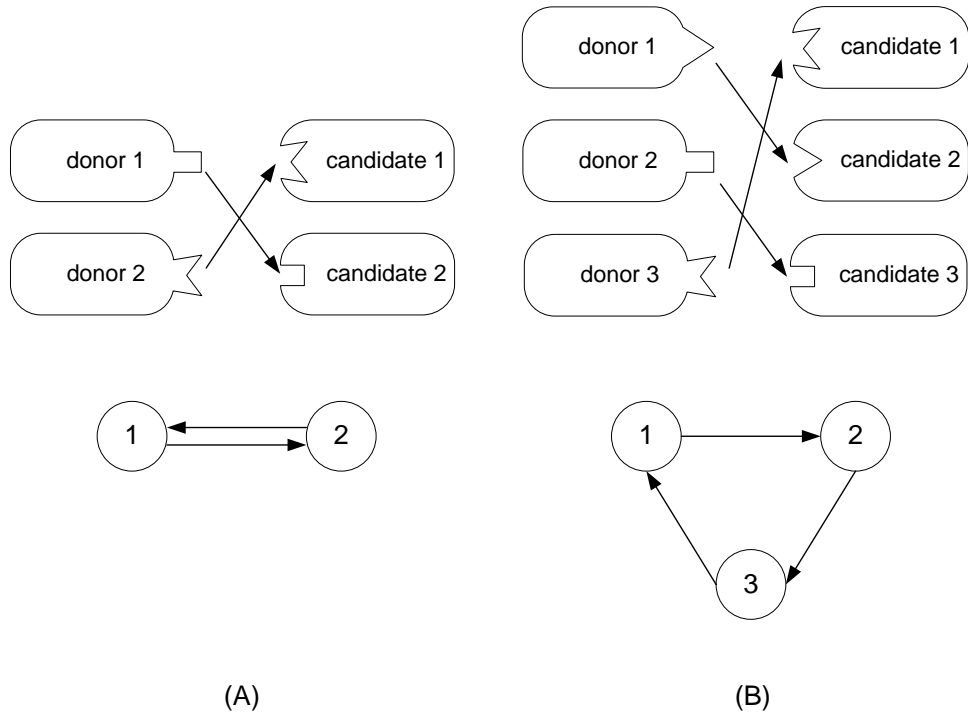 donor 1
candidate 1
donor 2
candidate 2
1
2
(A)
donor 1
candidate 1
donor 2
candidate 2
donor 3
candidate 3
1
2
3
(B)